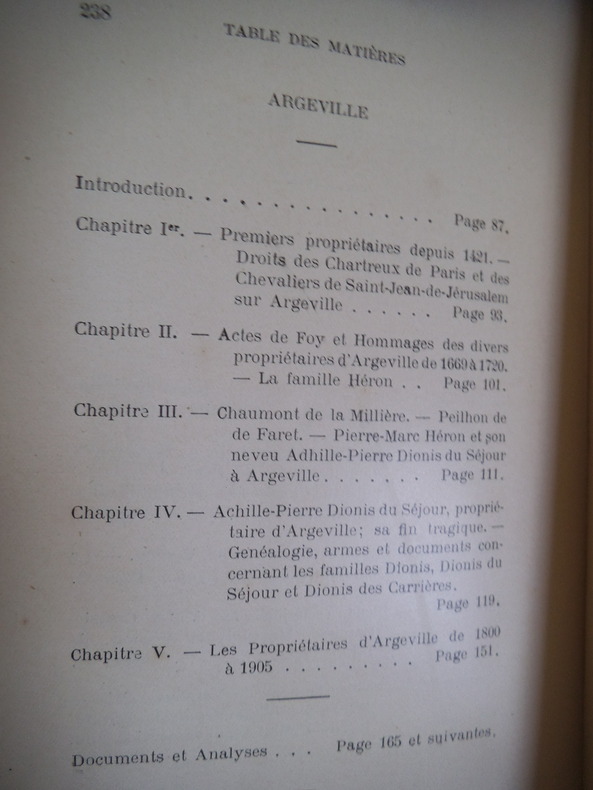 238
TABLE DES MATIÈRES
ARGEVILLE
Introduction. . . . . . . . . . . . . . . . Page 87.
Chapitre Ier. — Premiers propriétaires depuis 1421. —
Droits des Chartreux de Paris et des
Chevaliers de Saint-Jean-de-Jérusalem
sur Argeville . . . . . . Page 93.
Chapitre II. — Actes de Foy et Hommages des divers
propriétaires d'Argeville de 1669 à 1720.
— La famille Héron . . Page 101.
Chapitre III. — Chaumont de la Millière. — Peilhon de
de Faret. — Pierre-Marc Héron et son
neveu Adhille-Pierre Dionis du Séjour
à Argeville . . . . . . . Page 111.
Chapitre IV. — Achille-Pierre Dionis du Séjour, proprié-
taire d'Argeville; sa fin tragique. —
Genéalogie, armes et documents con-
cernant les familles Dionis, Dionis du
Séjour et Dionis des Carrières.
Page 119.
Chapitre V. — Les Propriétaires d'Argeville de 1800
à 1905 . . . . . . . . . Page 151.
Documents et Analyses . . . Page 165 et suivantes.